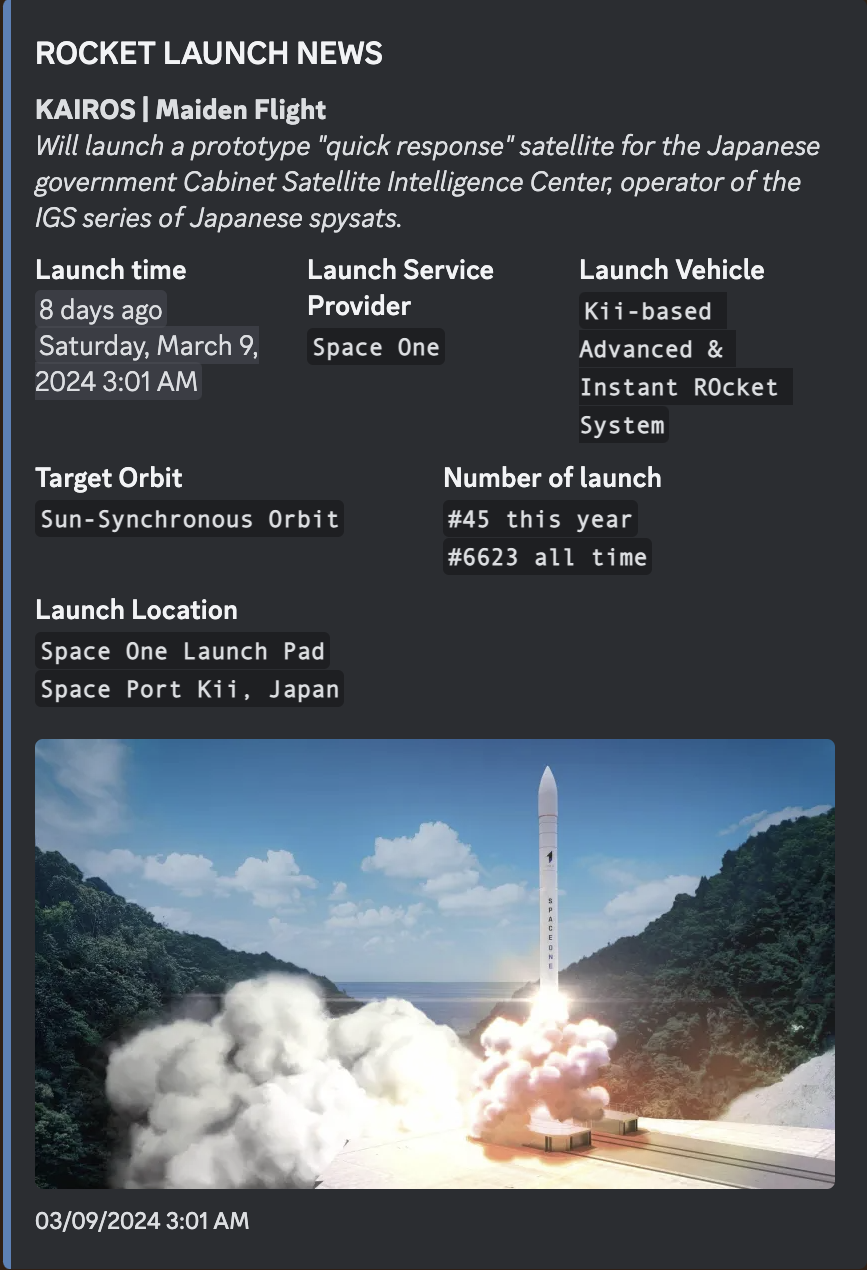 ROCKET LAUNCH NEWS
KAIROS | Maiden Flight
Will launch a prototype "quick response" satellite for the Japanese
government Cabinet Satellite Intelligence Center, operator of the
IGS series of Japanese spysats.
Launch time
8 days ago
Saturday, March 9,
2024 3:01 AM
Launch Service
Provider
Space One
Launch Vehicle
Kii-based
Advanced &
Instant ROcket
System
Target Orbit
Sun-Synchronous Orbit
Number of launch
#45 this year
#6623 all time
Launch Location
Space One Launch Pad
Space Port Kii, Japan
SPACE ONE
03/09/2024 3:01 AM